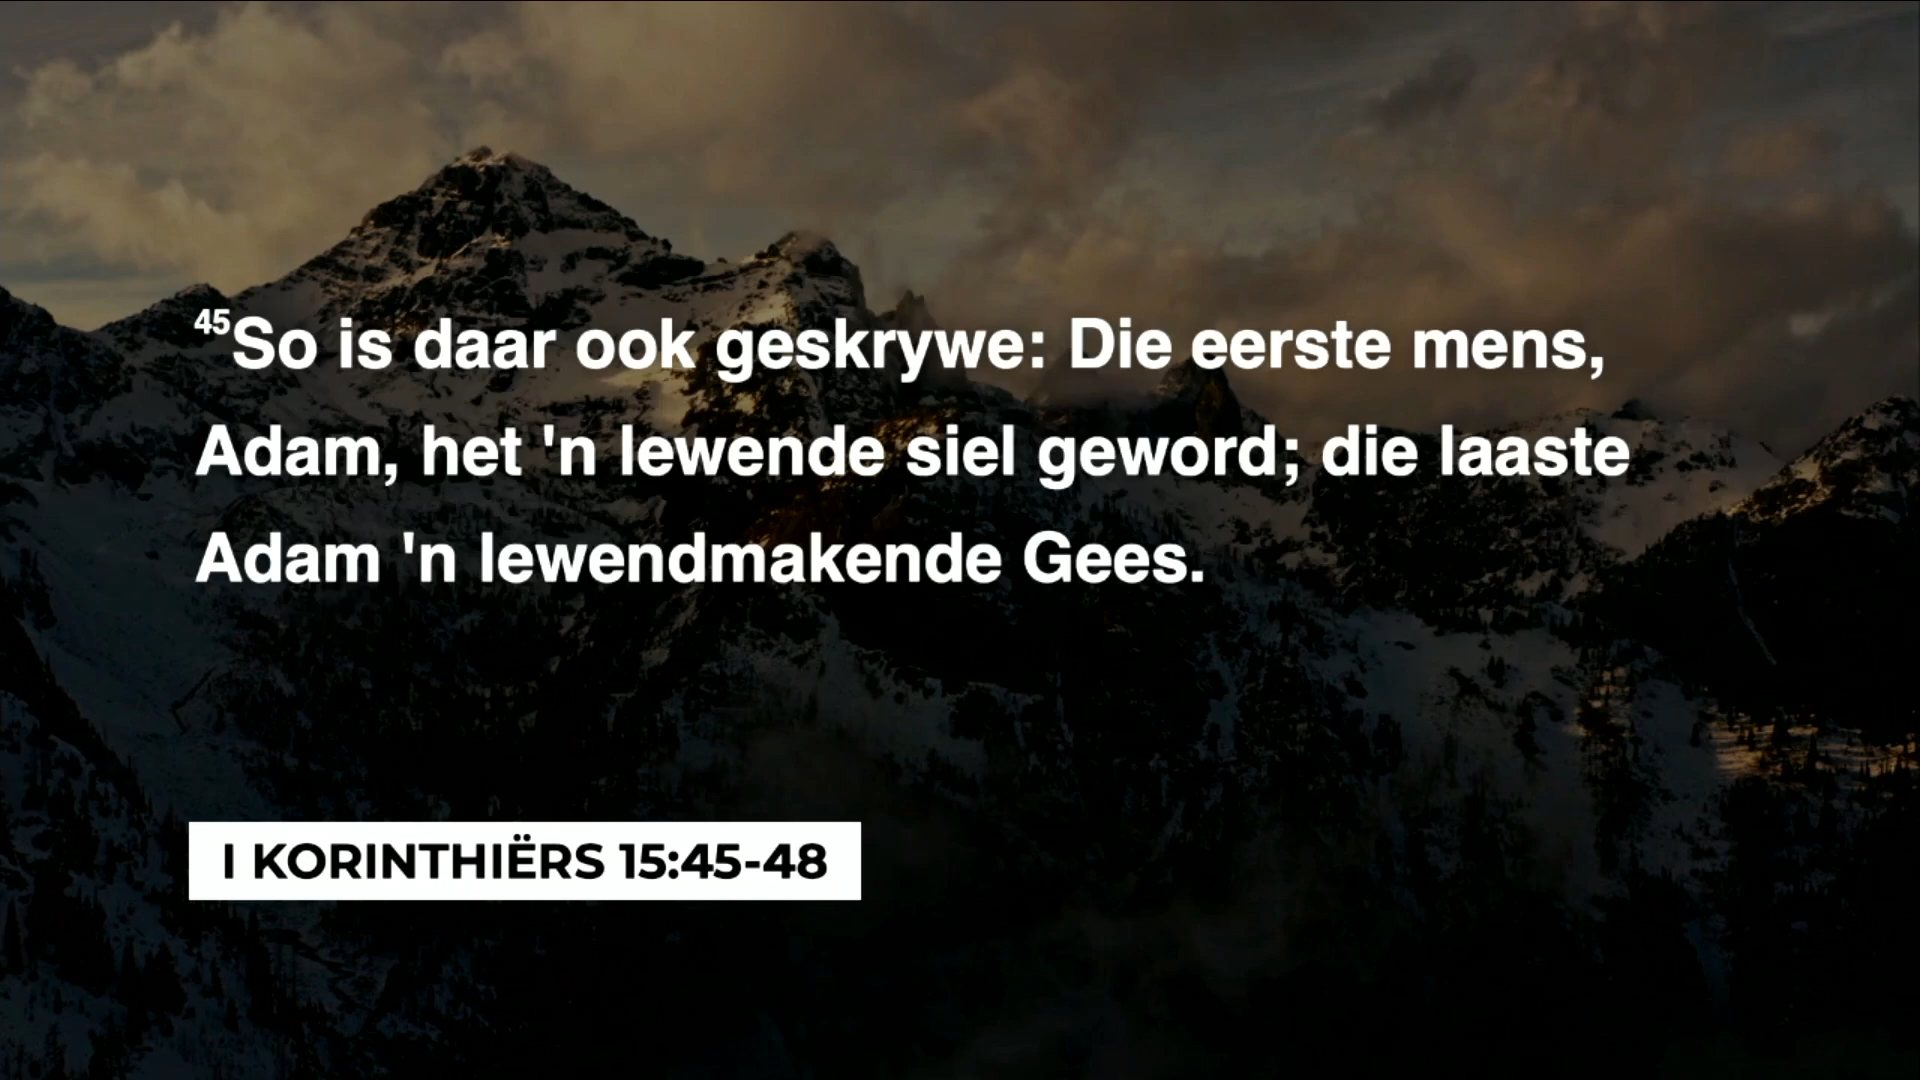 45So is daar ook geskrywe: Die eerste mens,
Adam, het 'n lewende siel geword; die laaste
Adam 'n lewendmakende Gees.
I KORINTHIËRS 15:45-48